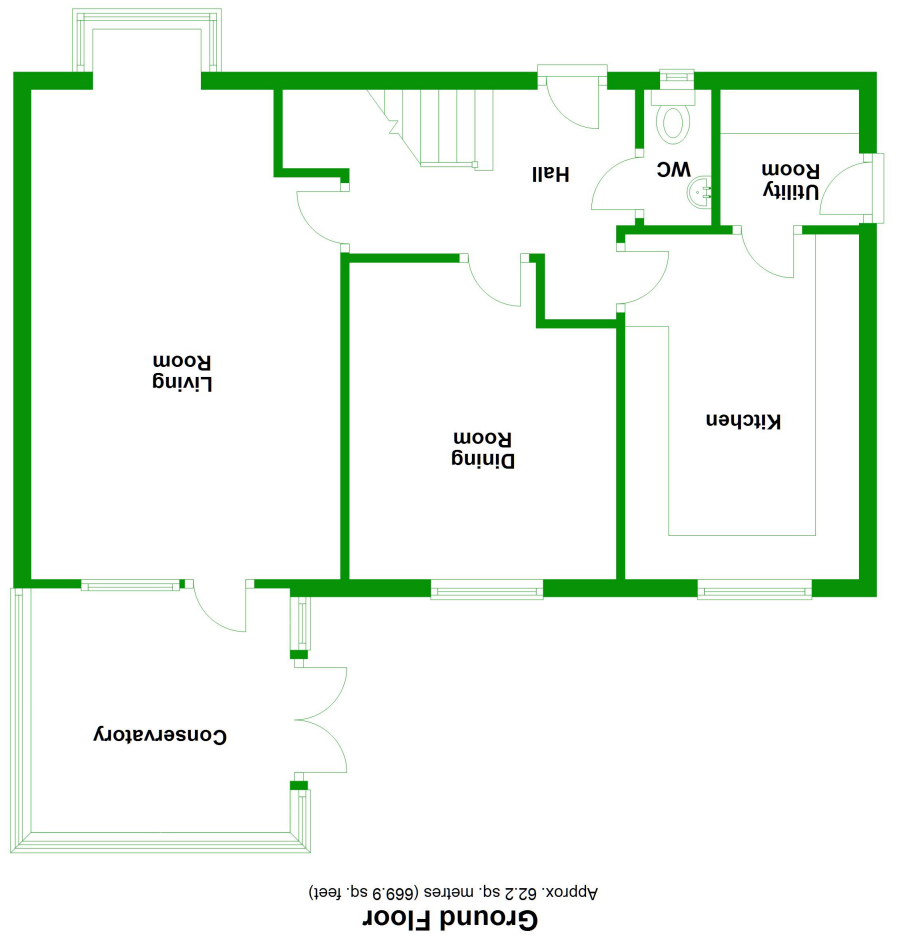 Ground Floor
Approx. 62.2 sq. metres (669.9 sq. feet)
Conservatory
Dining
Room
Kitchen
Living
Room
Utility
Room
WC
Hall